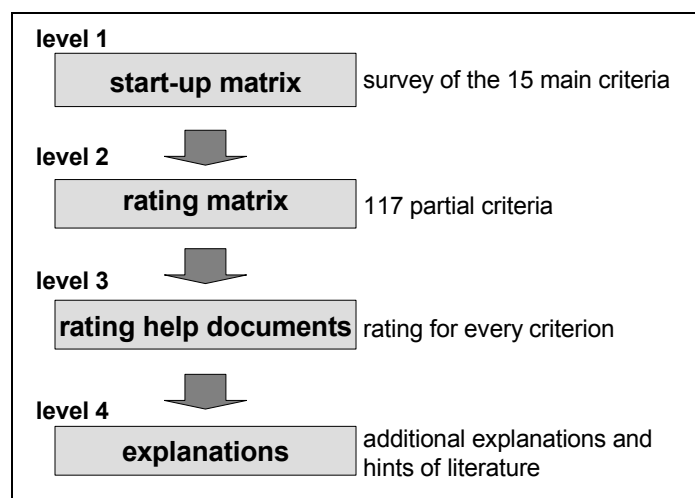 level 1
start-up matrix
survey of the 15 main criteria
level 2
rating matrix
117 partial criteria
level 3
rating help documents
rating for every criterion
level 4
explanations
additional explanations and
hints of literature